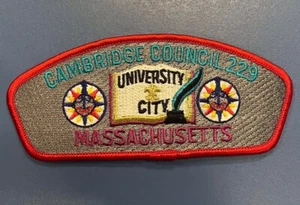 CAMBRIDGE COUNCIL 229
UNIVERSITY
CITY
MASSACHUSETTS